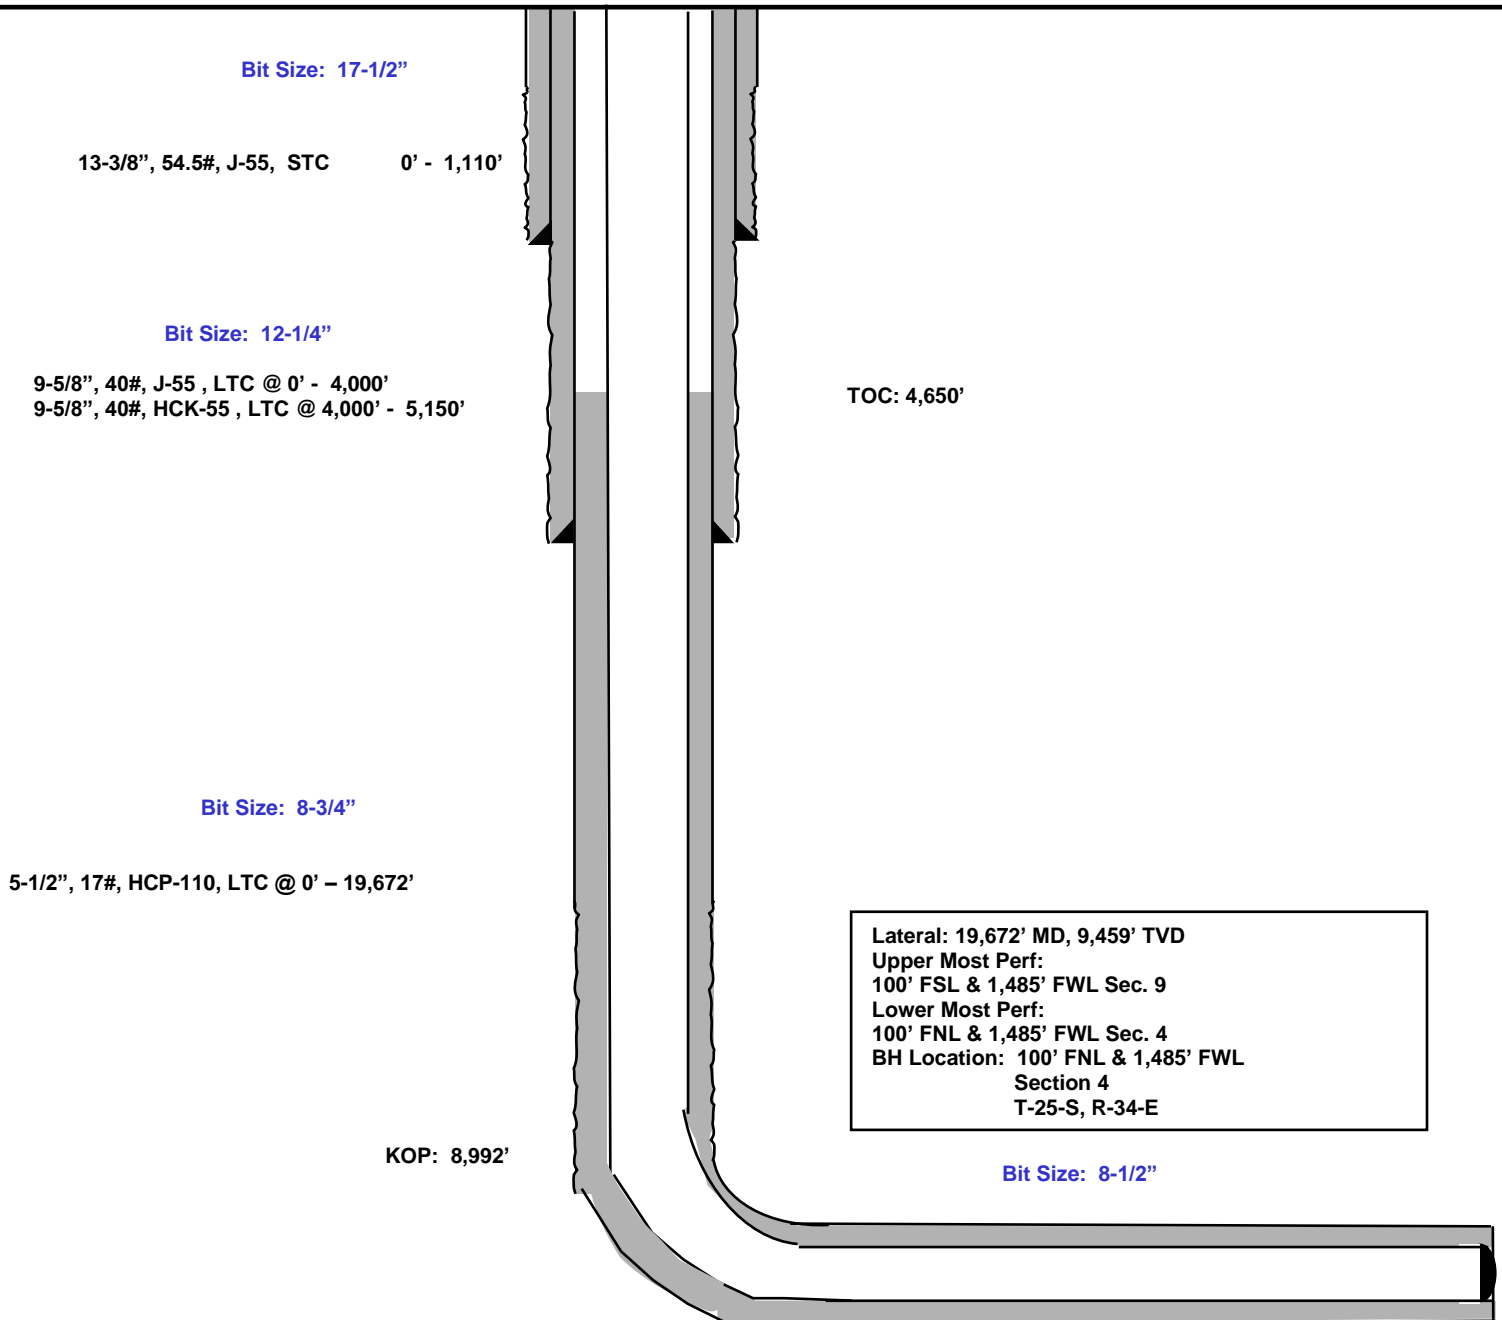 Bit Size: 17-1/2”
13-3/8”, 54.5#, J-55, STC 0’ - 1,110’
Bit Size: 12-1/4”
9-5/8”, 40#, J-55 , LTC @ 0’ - 4,000’
9-5/8”, 40#, HCK-55 , LTC @ 4,000’ - 5,150’
TOC: 4,650’
Bit Size: 8-3/4”
5-1/2”, 17#, HCP-110, LTC @ 0’ – 19,672’
Lateral: 19,672’ MD, 9,459’ TVD
Upper Most Perf:
100’ FSL & 1,485’ FWL Sec. 9
Lower Most Perf:
100’ FNL & 1,485’ FWL Sec. 4
BH Location: 100’ FNL & 1,485’ FWL
Section 4
T-25-S, R-34-E
KOP: 8,992’
Bit Size: 8-1/2”